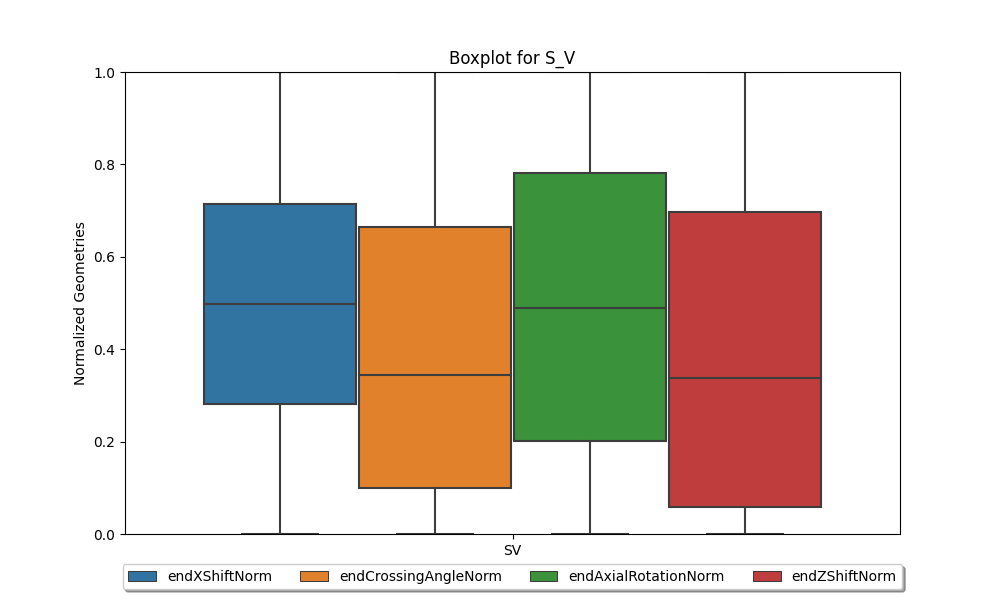 Boxplot for S_V
Normalized Geometries
1.0
0.8
0.6
0.4
0.2
0.0
SV
endXShiftNorm endCrossingAngleNorm endAxialRotationNorm endZShiftNorm